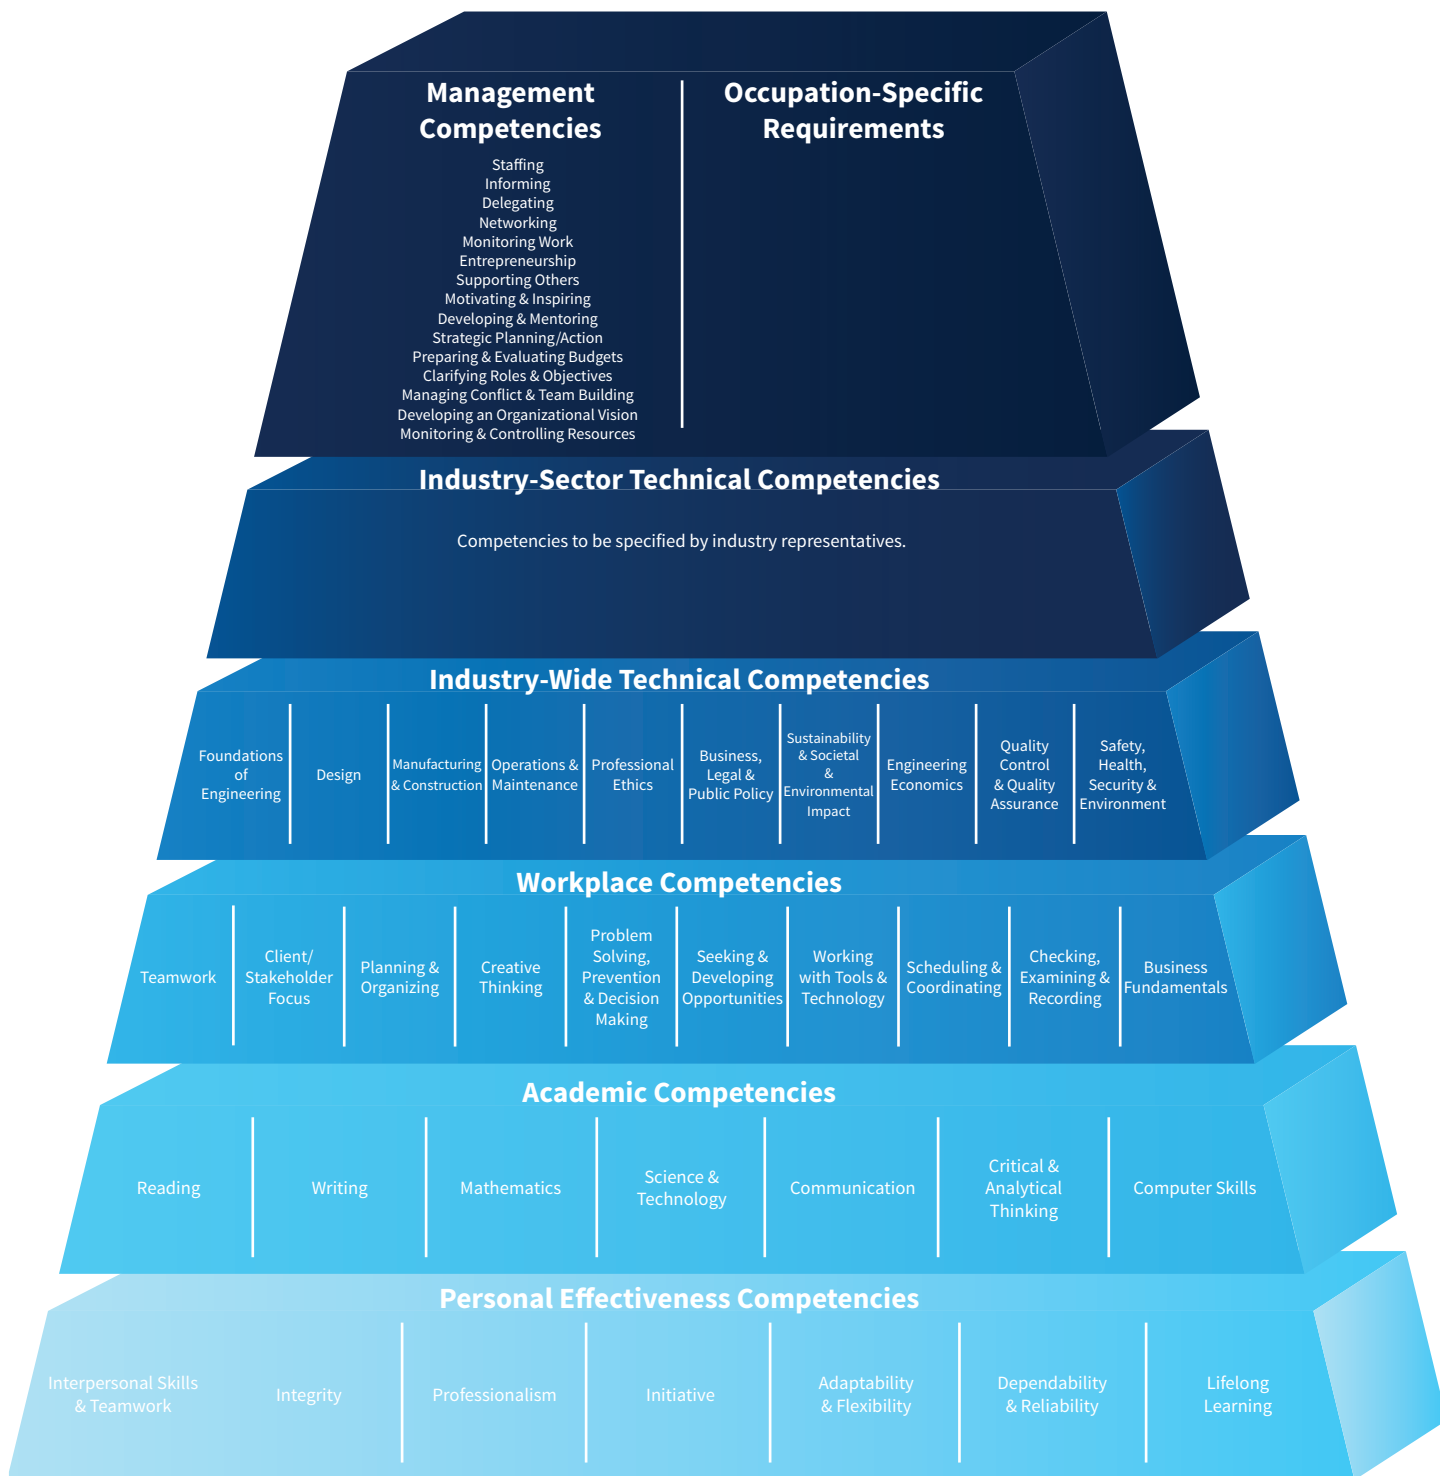 Management
Competencies
Staffing
Informing
Delegating
Networking
Monitoring Work
Entrepreneurship
Supporting Others
Motivating & Inspiring
Developing & Mentoring
Strategic Planning/Action
Preparing & Evaluating Budgets
Clarifying Roles & Objectives
Managing Conflict & Team Building
Developing an Organizational Vision
Monitoring & Controlling Resources
Occupation-Specific
Requirements
Industry-Sector Technical Competencies
Competencies to be specified by industry representatives.
Industry-Wide Technical Competencies
Foundations
of
Engineering
Design
Manufacturing
& Construction
Operations &
Maintenance
Professional
Ethics
Business,
Legal &
Public Policy
Sustainability
& Societal
&
Environmental
Impact
Engineering
Economics
Quality
Control
& Quality
Assurance
Safety,
Health,
Security &
Environment
Workplace Competencies
Teamwork
Client/
Stakeholder
Focus
Planning &
Organizing
Creative
Thinking
Problem
Solving,
Prevention
& Decision
Making
Seeking &
Developing
Opportunities
Working
with Tools &
Technology
Scheduling &
Coordinating
Checking,
Examining &
Recording
Business
Fundamentals
Academic Competencies
Reading
Writing
Mathematics
Science &
Technology
Communication
Critical &
Analytical
Thinking
Computer Skills
Personal Effectiveness Competencies
Interpersonal Skills
& Teamwork
Integrity
Professionalism
Initiative
Adaptability
& Flexibility
Dependability
& Reliability
Lifelong
Learning